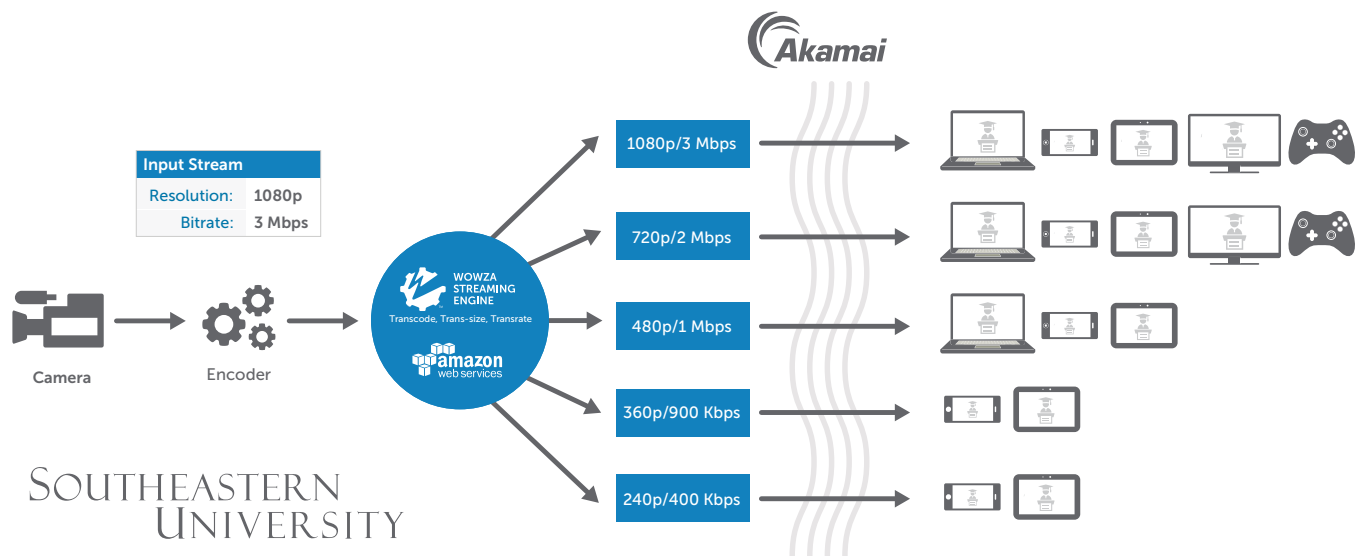 Akamai
Input Stream
Resolution: 1080p
Bitrate: 3 Mbps
1080p/3 Mbps
720p/2 Mbps
WOWZA
STREAMING
ENGINE
™
Transcode, Trans-size, Transrate
amazon
web services
480p/1 Mbps
Camera
Encoder
360p/900 Kbps
240p/400 Kbps
SOUTHEASTERN
UNIVERSITY